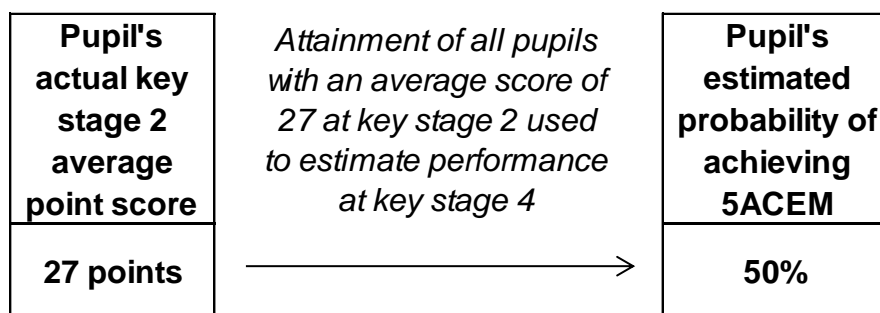 Pupil's
actual key
stage 2
average
point score
Attainment of all pupils
with an average score of
27 at key stage 2 used
to estimate performance
at key stage 4
Pupil's
estimated
probability of
achieving
5ACEM
27 points
50%